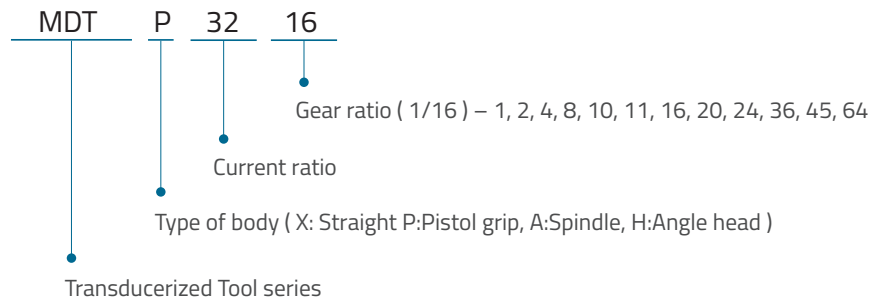 MDT P 32 16
Gear ratio ( 1/16 ) – 1, 2, 4, 8, 10, 11, 16, 20, 24, 36, 45, 64
Current ratio
Type of body ( X: Straight P:Pistol grip, A:Spindle, H:Angle head )
Transducerized Tool series